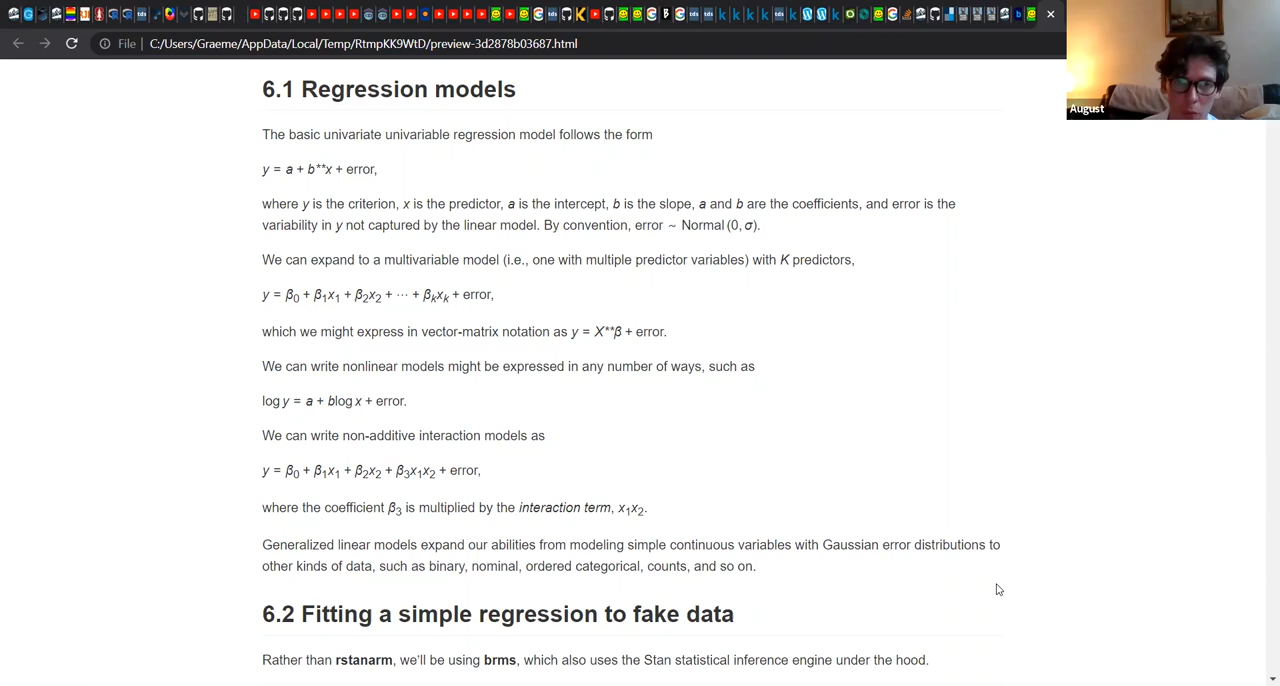 File
C:/Users/Graeme/AppData/Local/Temp/RtmpKK9WtD/preview-3d2878b03687.html
August
6.1 Regression models
The basic univariate univariable regression model follows the form
y = a + b**x + error,
where y is the criterion, x is the predictor, a is the intercept, b is the slope, a and b are the coefficients, and error is the
variability in y not captured by the linear model. By convention, error ~ Normal (0, σ).
We can expand to a multivariable model (i.e., one with multiple predictor variables) with K predictors,
y = β₀ + β₁x₁ + β₂x₂ + ⋯ + βₖxₖ + error,
which we might express in vector-matrix notation as y = X**β + error.
We can write nonlinear models might be expressed in any number of ways, such as
log y = a + blog x + error.
We can write non-additive interaction models as
y = β₀ + β₁x₁ + β₂x₂ + β₃x₁x₂ + error,
where the coefficient β₃ is multiplied by the interaction term, x₁x₂.
Generalized linear models expand our abilities from modeling simple continuous variables with Gaussian error distributions to
other kinds of data, such as binary, nominal, ordered categorical, counts, and so on.
6.2 Fitting a simple regression to fake data
Rather than rstanarm, we’ll be using brms, which also uses the Stan statistical inference engine under the hood.